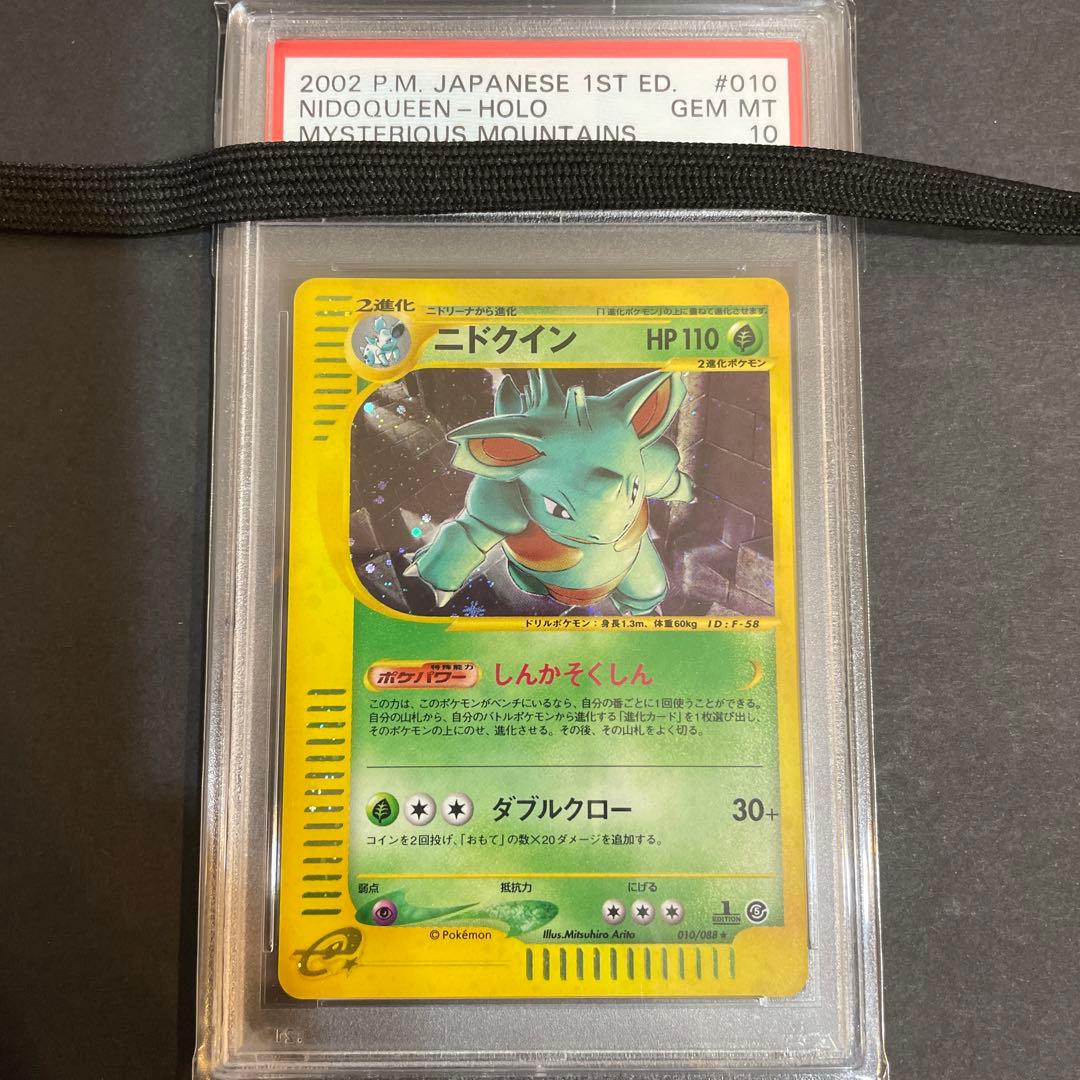 2002 P.M. JAPANESE 1ST ED. #010
NIDOQUEEN-HOLO GEM MT
MYSTERIOUS MOUNTAINS 10
2進化 ニドリーナから進化 「1進化ポケモン」の上に重ねて進化させます。
ニドクイン HP110
2進化ポケモン
ドリルポケモン:身長1.3m、体重60kg ID:F-58
特殊能力
ポケパワー しんかそくしん
この力は、このポケモンがベンチにいるなら、自分の番ごとに1回使うことができる。
自分の山札から、自分のバトルポケモンから進化する「進化カード」を1枚選び出し、
そのポケモンの上にのせ、進化させる。その後、その山札をよく切る。
ダブルクロー 30+
コインを2回投げ、「おもて」の数×20ダメージを追加する。
弱点 抵抗力 にげる
1
EDITION
©Pokémon Illus.Mitsuhiro Arita 010/088★
e